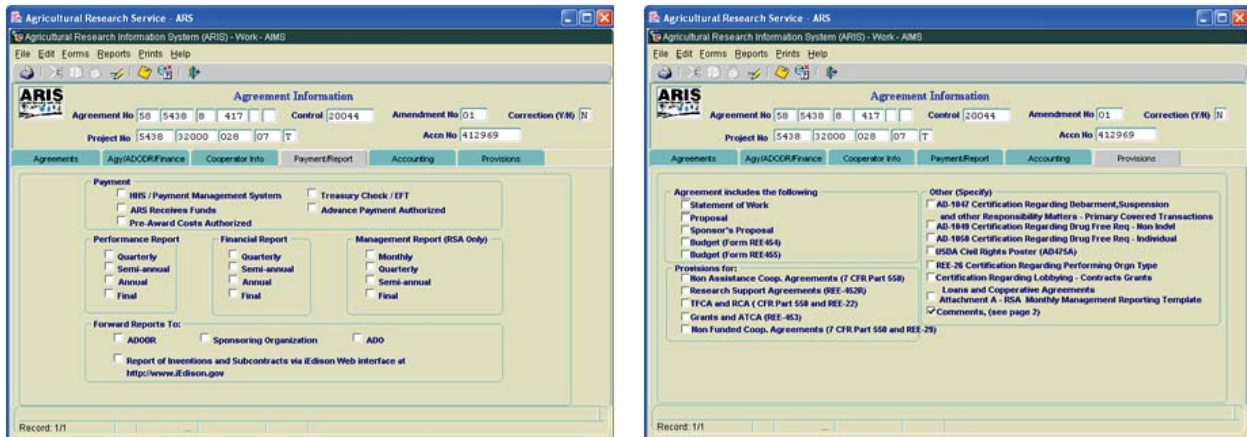 Agricultural Research Service - ARS
Agricultural Research Information System (ARIS) - Work - AIMS
File Edit Forms Reports Prints Help
ARIS
Agreement Information
Agreement No 58 5438 8 417 Control 20044 Amendment No 01 Correction (Y/N) N
Project No 5438 32000 028 07 T Accn No 412969
Agreements Agy/ADODR/Finance Cooperator Info Payment/Report Accounting Provisions
Payment
HHS / Payment Management System Treasury Check / EFT
ARS Receives Funds Advance Payment Authorized
Pre-Award Costs Authorized
Performance Report Financial Report Management Report (RSA Only)
Quarterly Quarterly Monthly
Semi-annual Semi-annual Quarterly
Annual Annual Semi-annual
Final Final Final
Forward Reports To:
ADODR Sponsoring Organization ADO
Report of Inventions and Subcontracts via iEdison Web interface at
http://www.iEdison.gov
Record: 1/1 ...
Agricultural Research Service - ARS
Agricultural Research Information System (ARIS) - Work - AIMS
File Edit Forms Reports Prints Help
ARIS
Agreement Information
Agreement No 58 5438 8 417 Control 20044 Amendment No 01 Correction (Y/N) N
Project No 5438 32000 028 07 T Accn No 412969
Agreements Agy/ADODR/Finance Cooperator Info Payment/Report Accounting Provisions
Agreement includes the following
Statement of Work
Proposal
Sponsor's Proposal
Budget (Form REE454)
Budget (Form REE455)
Provisions for:
Non Assistance Coop. Agreements (7 CFR Part 550)
Research Support Agreements (REE-452R)
TFCA and RCA ( CFR Part 550 and REE-22)
Grants and ATCA (REE-453)
Non Funded Coop. Agreements (7 CFR Part 550 and REE-29)
Other (Specify)
AD-1047 Certification Regarding Debarment,Suspension
and other Responsibility Matters - Primary Covered Transactions
AD-1049 Certification Regarding Drug Free Req - Non Indvl
AD-1050 Certification Regarding Drug Free Req - Individual
USDA Civil Rights Poster (AD475A)
REE-26 Certification Regarding Performing Orgn Type
Certification Regarding Lobbying - Contracts Grants
Loans and Copperative Agreements
Attachment A - RSA Monthly Management Reporting Template
Comments, (see page 2)
Record: 1/1 ...